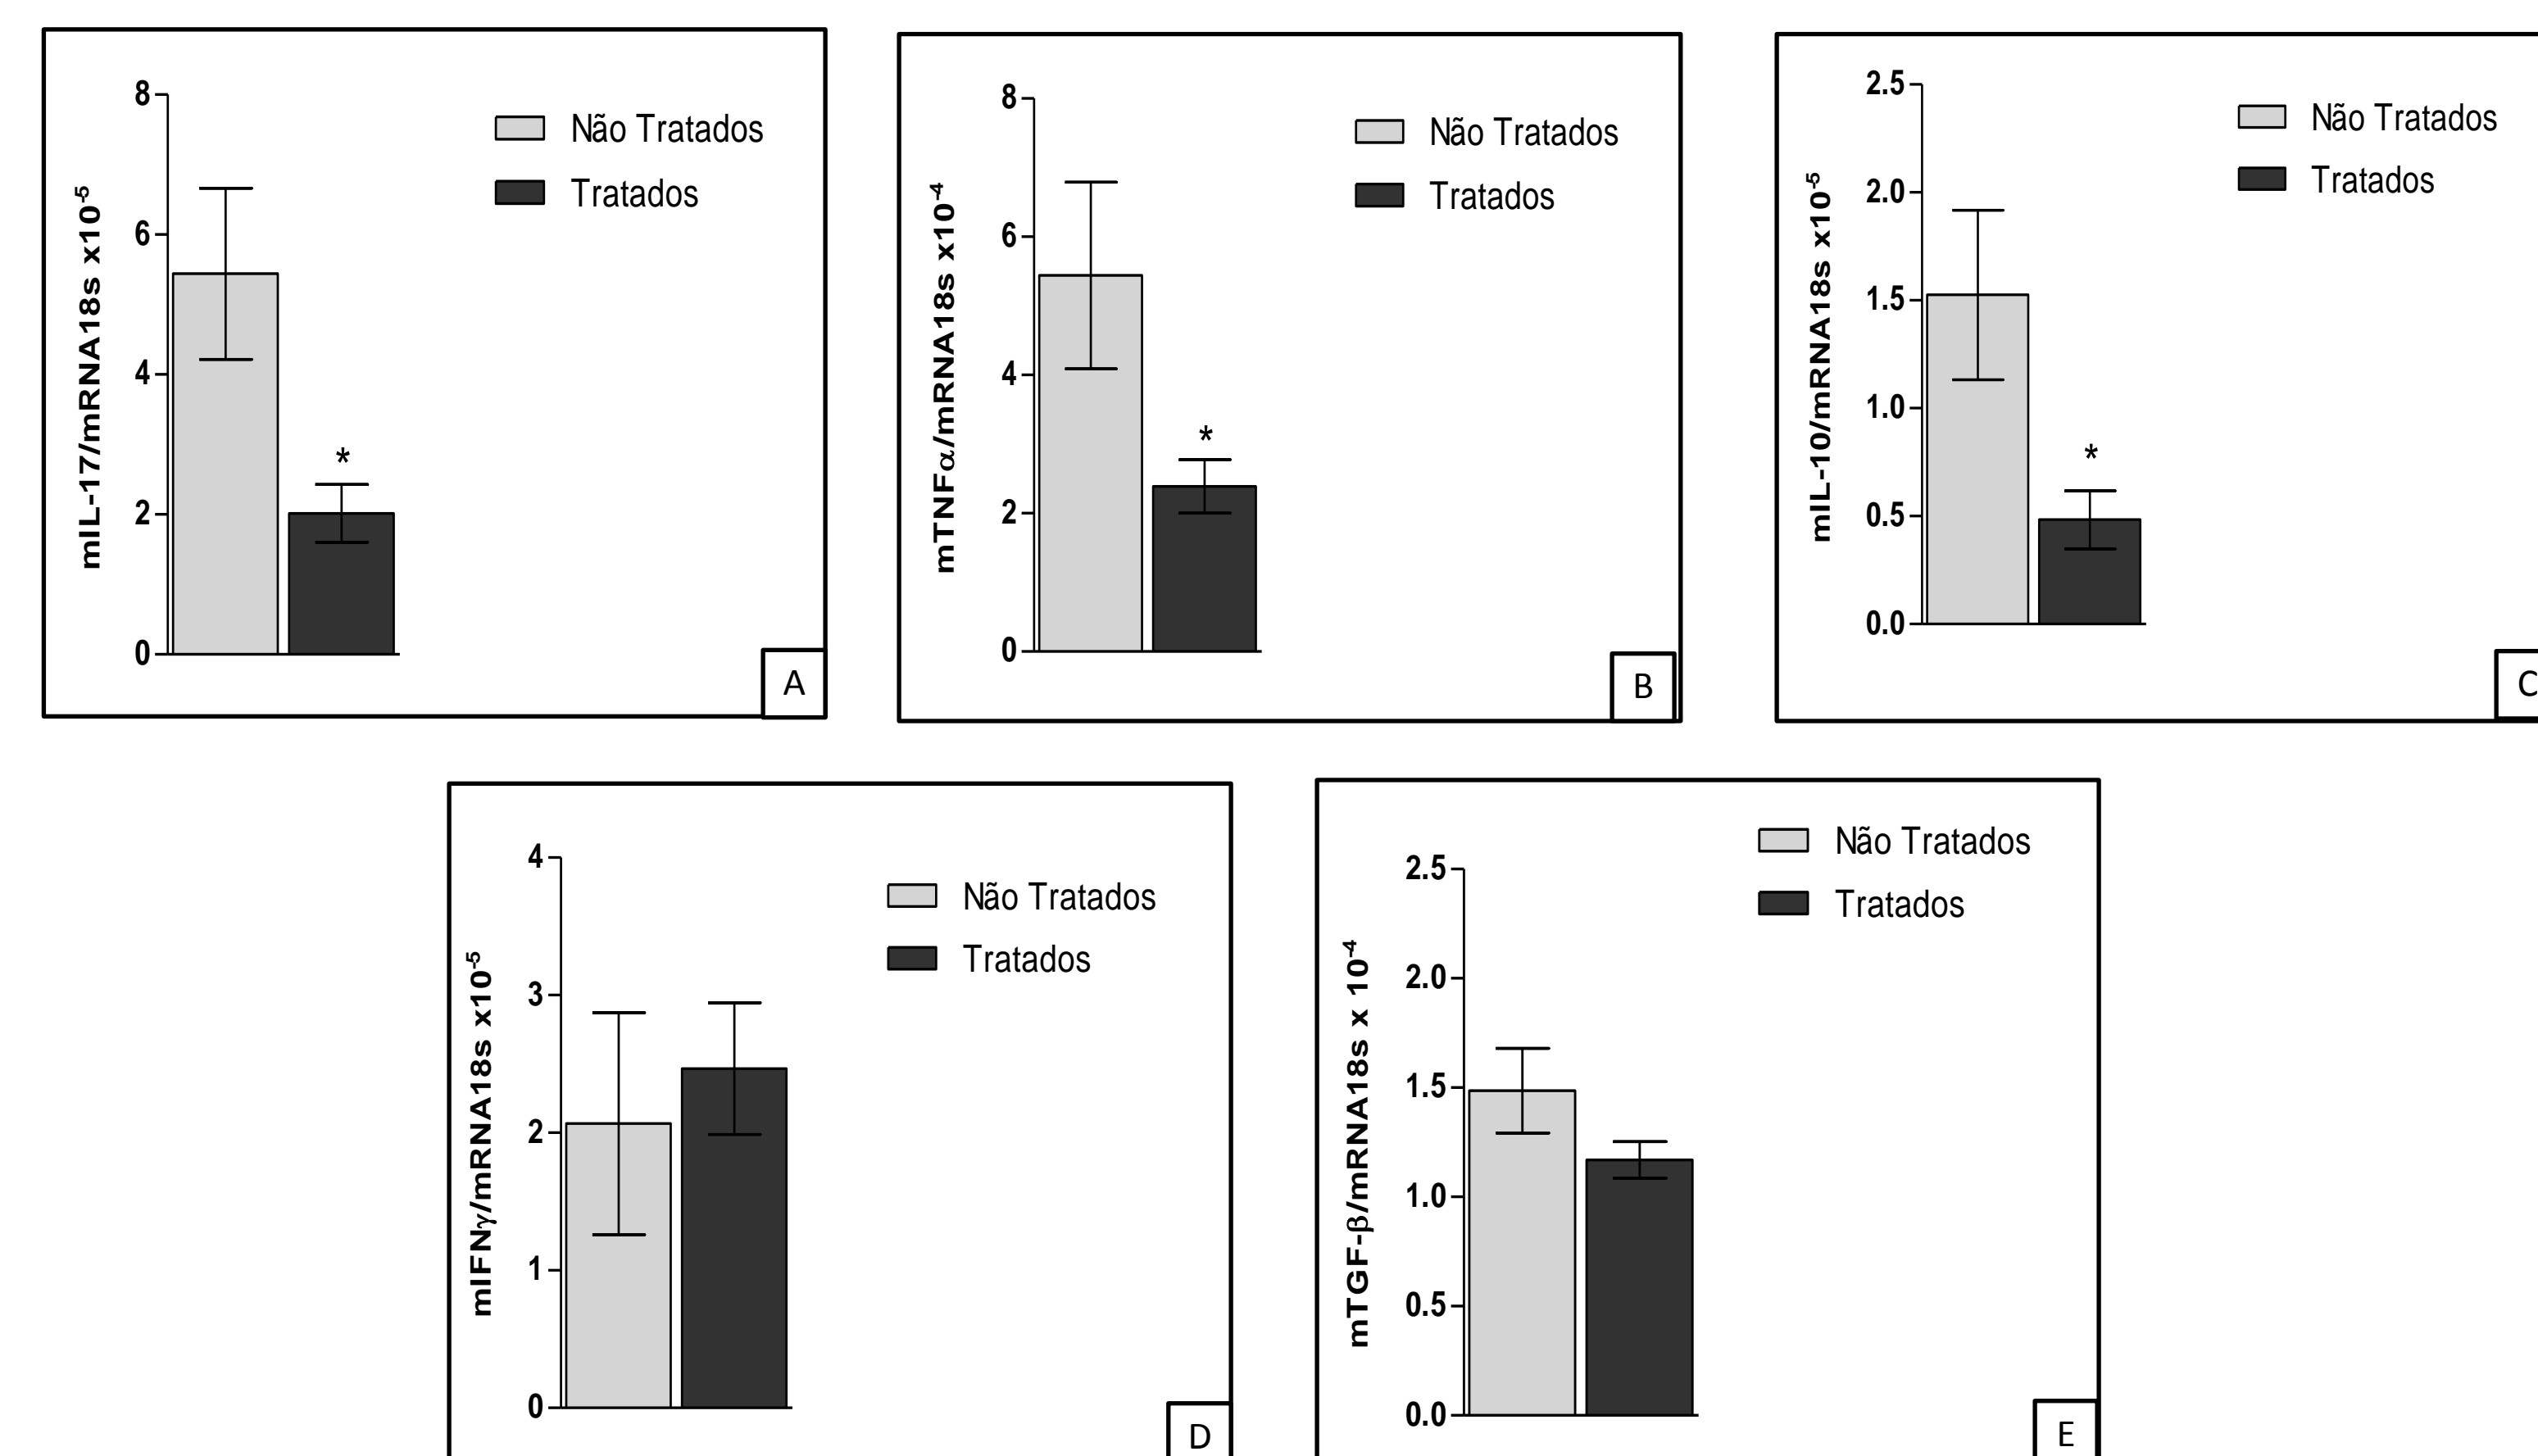 mIL-17/mRNA18s x10-5
8
6
4
2
0
Não Tratados
Tratados
*
A
mTNFα/mRNA18s x10-4
8
6
4
2
0
Não Tratados
Tratados
*
B
mIL-10/mRNA18s x10-5
2.5
2.0
1.5
1.0
0.5
0.0
Não Tratados
Tratados
*
C
mIFNγ/mRNA18s x10-5
4
3
2
1
0
Não Tratados
Tratados
D
mTGF-β/mRNA18s x 10-4
2.5
2.0
1.5
1.0
0.5
0.0
Não Tratados
Tratados
E